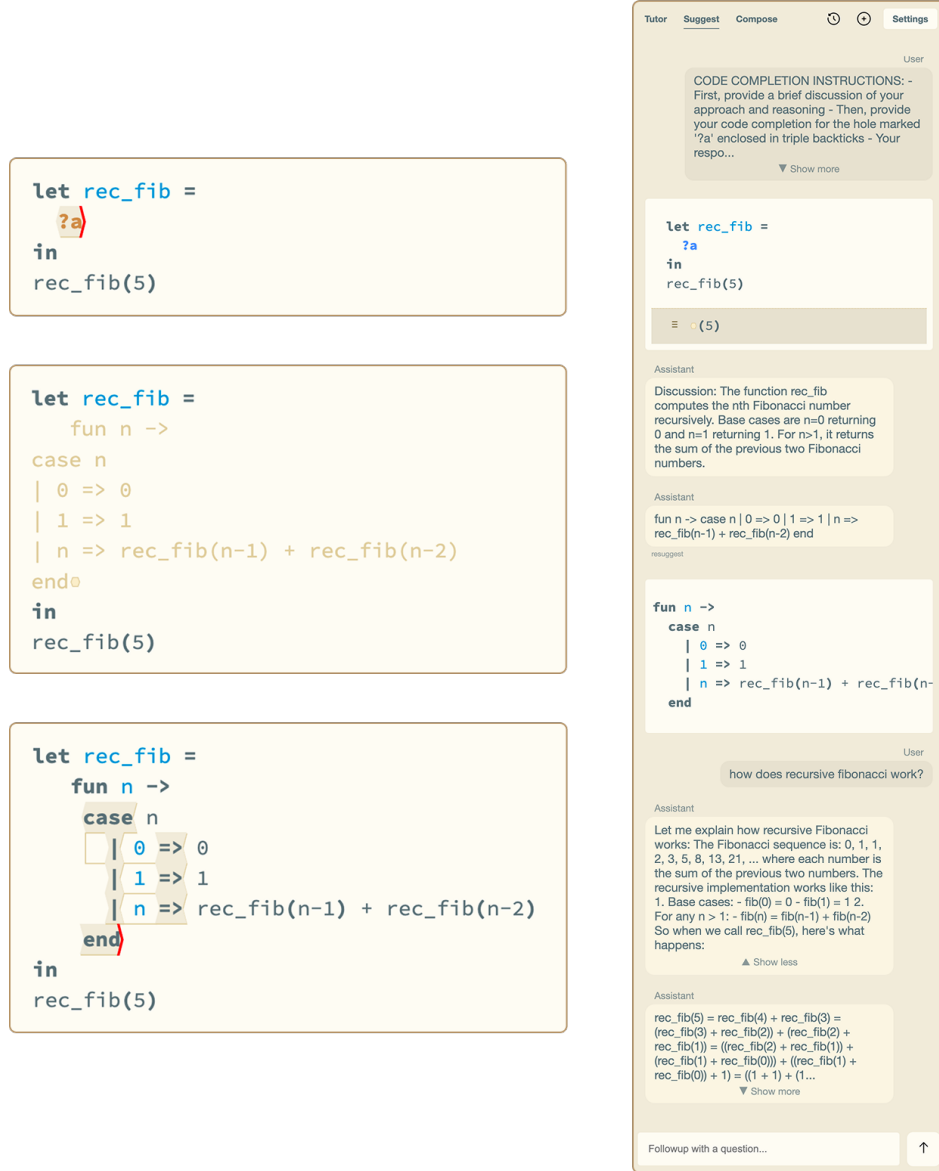 let rec_fib =
?a
in
rec_fib(5)
let rec_fib =
fun n ->
case n
| 0 => 0
| 1 => 1
| n => rec_fib(n-1) + rec_fib(n-2)
end
in
rec_fib(5)
let rec_fib =
fun n ->
case n
| 0 => 0
| 1 => 1
| n => rec_fib(n-1) + rec_fib(n-2)
end
in
rec_fib(5)
Tutor Suggest Compose Settings
User
CODE COMPLETION INSTRUCTIONS: -
First, provide a brief discussion of your
approach and reasoning - Then, provide
your code completion for the hole marked
'?a' enclosed in triple backticks - Your
respo...
▼ Show more
let rec_fib =
?a
in
rec_fib(5)
≡ (5)
Assistant
Discussion: The function rec_fib
computes the nth Fibonacci number
recursively. Base cases are n=0 returning
0 and n=1 returning 1. For n>1, it returns
the sum of the previous two Fibonacci
numbers.
Assistant
fun n -> case n | 0 => 0 | 1 => 1 | n =>
rec_fib(n-1) + rec_fib(n-2) end
resuggest
fun n ->
case n
| 0 => 0
| 1 => 1
| n => rec_fib(n-1) + rec_fib(n-
end
User
how does recursive fibonacci work?
Assistant
Let me explain how recursive Fibonacci
works: The Fibonacci sequence is: 0, 1, 1,
2, 3, 5, 8, 13, 21, ... where each number is
the sum of the previous two numbers. The
recursive implementation works like this:
1. Base cases: - fib(0) = 0 - fib(1) = 1 2.
For any n > 1: - fib(n) = fib(n-1) + fib(n-2)
So when we call rec_fib(5), here's what
happens:
▲ Show less
Assistant
rec_fib(5) = rec_fib(4) + rec_fib(3) =
(rec_fib(3) + rec_fib(2)) + (rec_fib(2) +
rec_fib(1)) = ((rec_fib(2) + rec_fib(1)) +
(rec_fib(1) + rec_fib(0))) + ((rec_fib(1) +
rec_fib(0)) + 1) = ((1 + 1) + (1...
▼ Show more
Followup with a question...